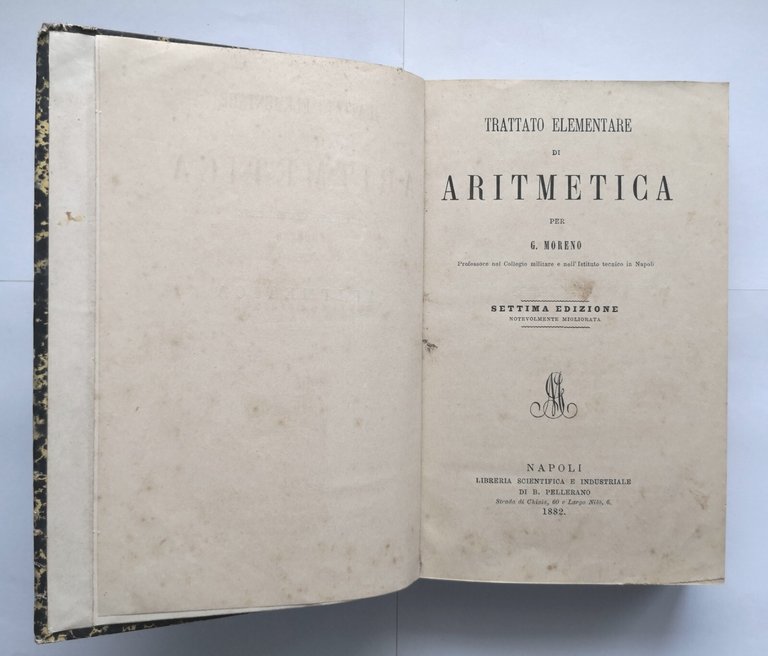 TRATTATO ELEMENTARE
DI
ARITMETICA
PER
G. MORENO
Professore nel Collegio militare e nell'Istituto tecnico in Napoli
SETTIMA EDIZIONE
NOTEVOLMENTE MIGLIORATA
NAPOLI
LIBRERIA SCIENTIFICA E INDUSTRIALE
DI B. PELLERANO
Strada di Chiaia, 60 e Largo Nilo, 6.
1882.